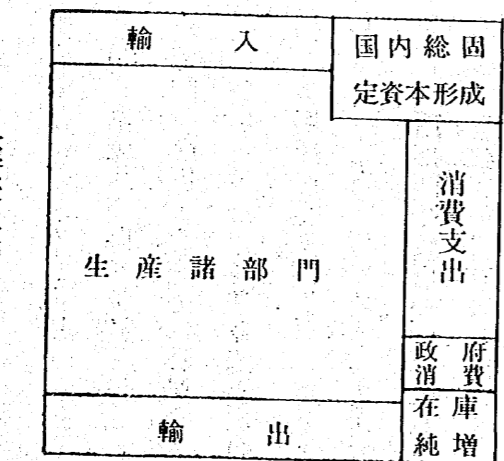 輸入
国内総固
定資本形成
生産諸部門
消費支出
政府
消費
輸出
在庫
純増